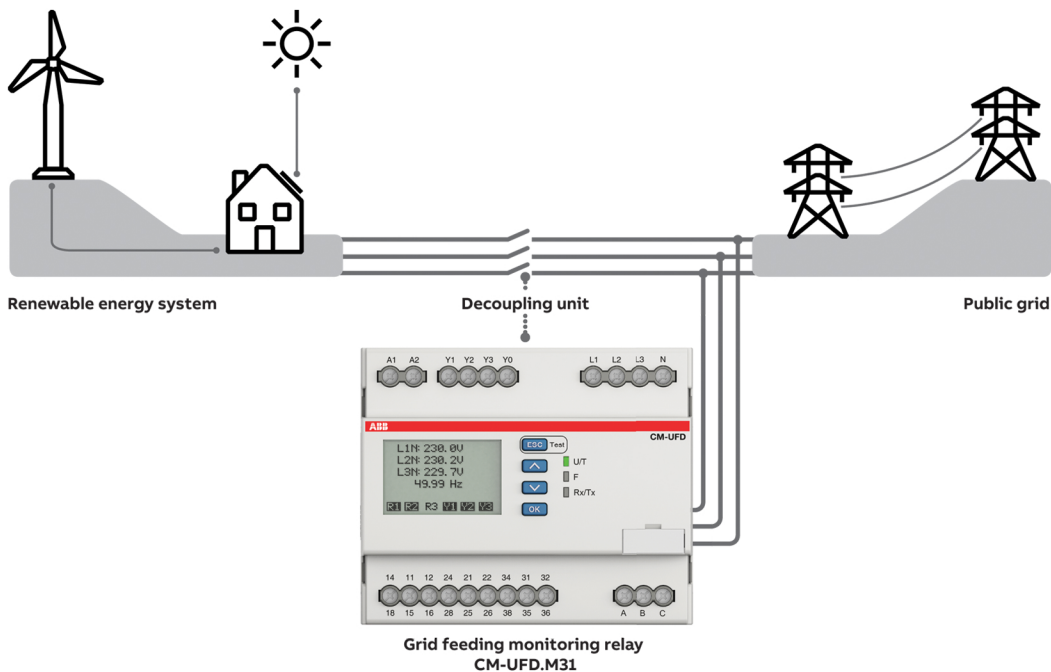 Renewable energy system
Decoupling unit
Public grid
A1 A2 Y1 Y2 Y3 Y0 L1 L2 L3 N
ABB
CM-UFD
L1N: 230.0V
L2N: 230.2V
L3N: 229.7V
49.99 Hz
R1 R2 R3 Y1 Y2 Y3
ESC Test
U/T
F
Rx/Tx
OK
14 11 12 24 21 22 34 31 32
18 15 16 28 25 26 38 35 36
A B C
Grid feeding monitoring relay
CM-UFD.M31